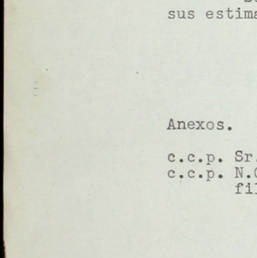 sus estima
Anexos.
c.c.p. Sr.
c.c.p. N.
fil